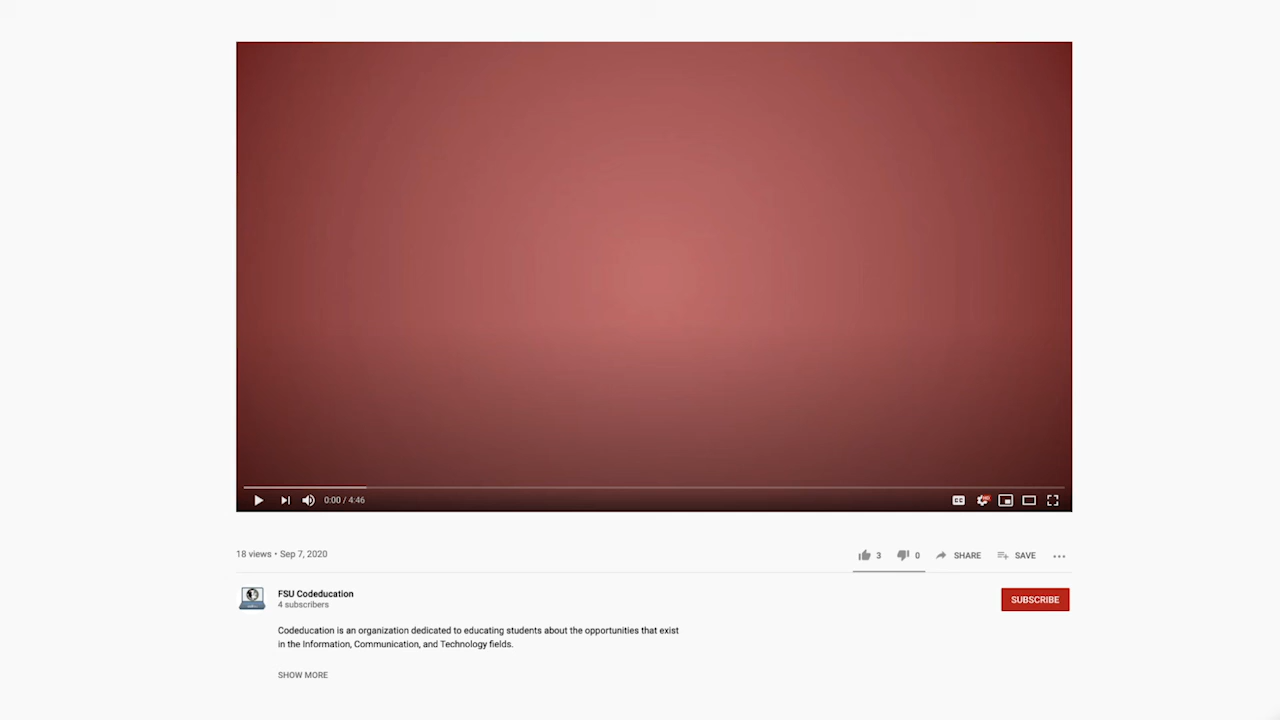 0:00 / 4:46
CC
HD
18 views • Sep 7, 2020
3
0
SHARE
SAVE
FSU Codeducation
4 subscribers
SUBSCRIBE
Codeducation is an organization dedicated to educating students about the opportunities that exist
in the Information, Communication, and Technology fields.
SHOW MORE